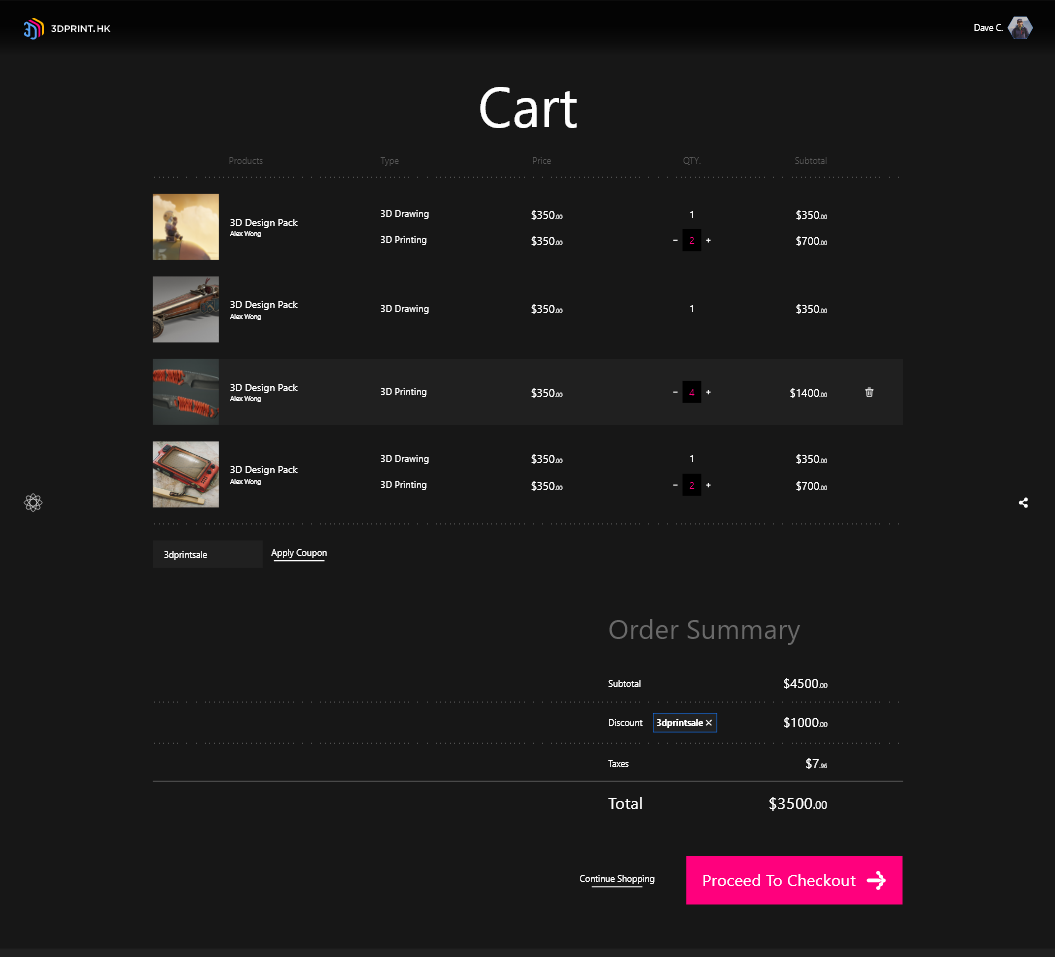 3DPRINT.HK
Dave C.
Cart
Products Type Price QTY. Subtotal
3D Design Pack
Alex Wong
3D Drawing $350.00 1 $350.00
3D Printing $350.00 - 2 + $700.00
3D Design Pack
Alex Wong
3D Drawing $350.00 1 $350.00
3D Design Pack
Alex Wong
3D Printing $350.00 - 4 + $1400.00
3D Design Pack
Alex Wong
3D Drawing $350.00 1 $350.00
3D Printing $350.00 - 2 + $700.00
3dprintsale Apply Coupon
Order Summary
Subtotal $4500.00
Discount 3dprintsale × $1000.00
Taxes $7.96
Total $3500.00
Continue Shopping Proceed To Checkout